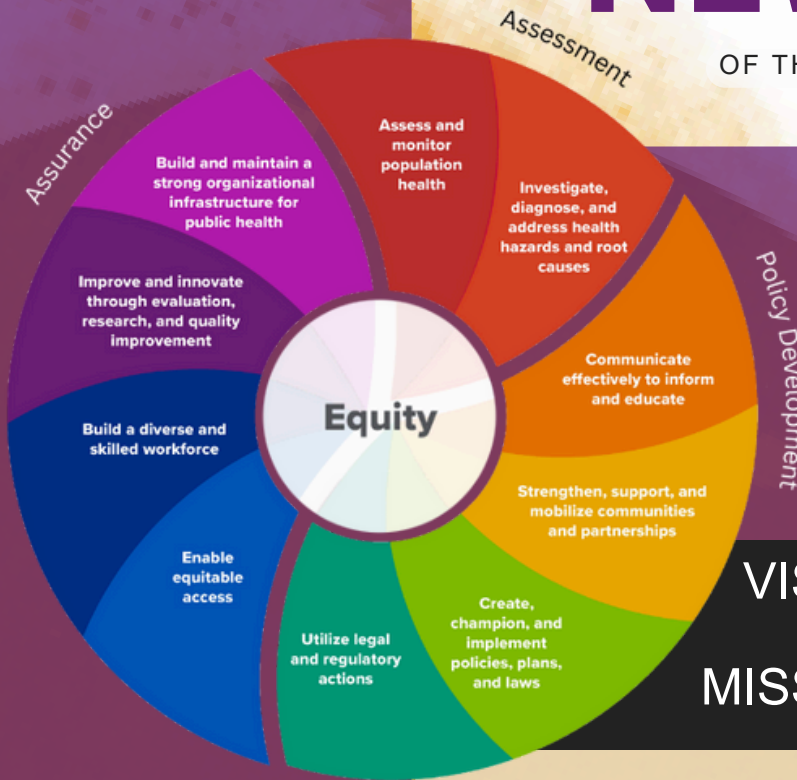 OF TH
Assessment
Assurance
Policy Development
Assess and
monitor
population
health
Investigate,
diagnose, and
address health
hazards and root
causes
Communicate
effectively to inform
and educate
Strengthen, support, and
mobilize communities
and partnerships
Create,
champion, and
implement
policies, plans,
and laws
Utilize legal
and regulatory
actions
Enable
equitable
access
Build a diverse and
skilled workforce
Improve and innovate
through evaluation,
research, and quality
improvement
Build and maintain a
strong organizational
infrastructure for
public health
Equity
VIS
MISS